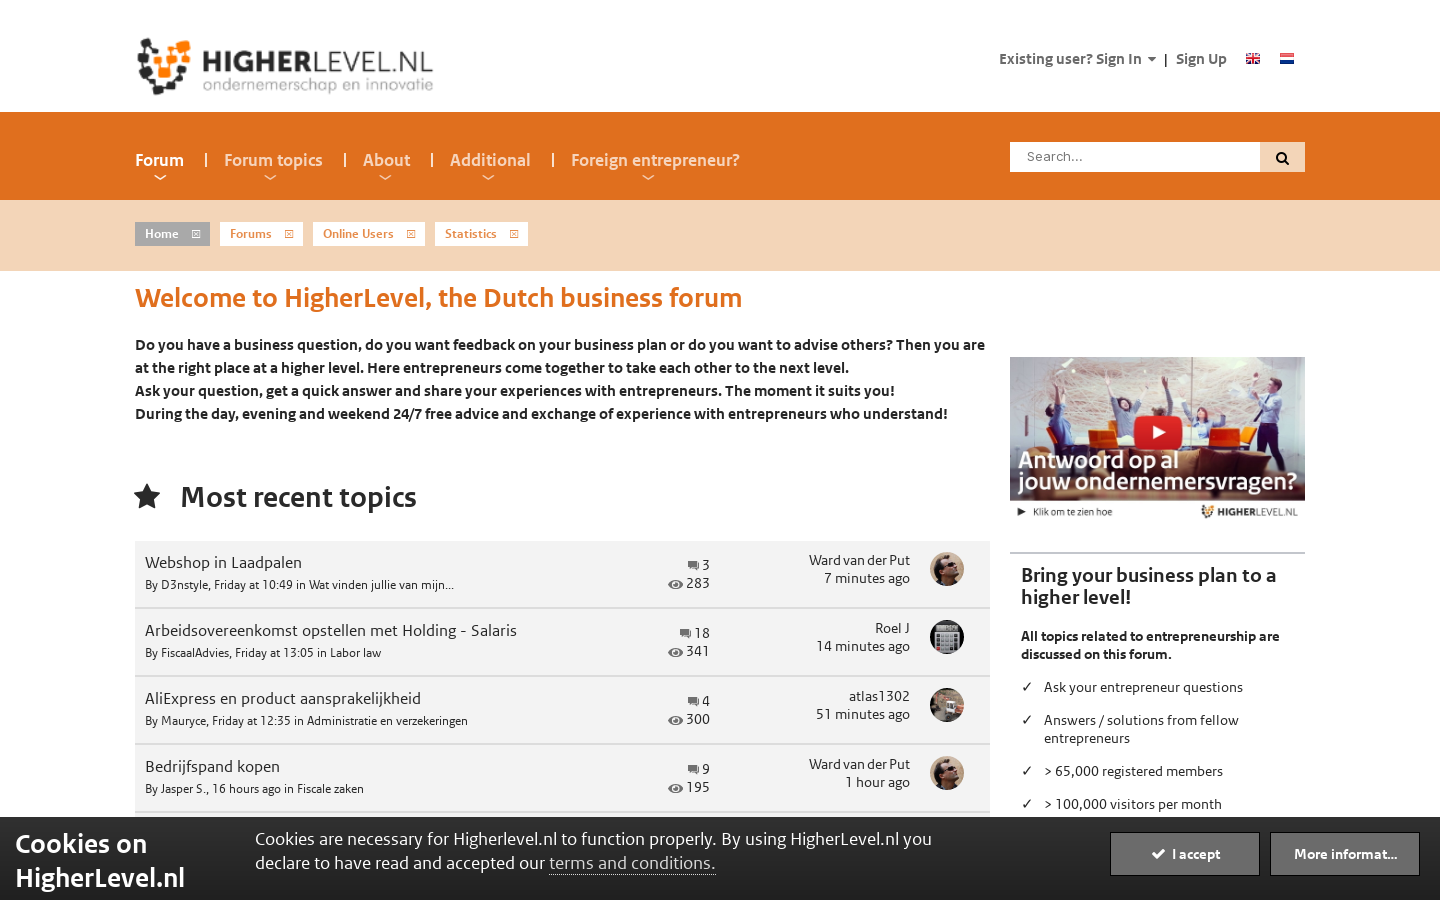 HIGHERLEVEL.NL
ondernemerschap en innovatie
Existing user? Sign In | Sign Up
Forum | Forum topics | About | Additional | Foreign entrepreneur?
Search...
Home
Forums
Online Users
Statistics
Welcome to HigherLevel, the Dutch business forum
Do you have a business question, do you want feedback on your business plan or do you want to advise others? Then you are
at the right place at a higher level. Here entrepreneurs come together to take each other to the next level.
Ask your question, get a quick answer and share your experiences with entrepreneurs. The moment it suits you!
During the day, evening and weekend 24/7 free advice and exchange of experience with entrepreneurs who understand!
Most recent topics
Webshop in Laadpalen
By D3nstyle, Friday at 10:49 in Wat vinden jullie van mijn...
3
283
Ward van der Put
7 minutes ago
Arbeidsovereenkomst opstellen met Holding - Salaris
By FiscaalAdvies, Friday at 13:05 in Labor law
18
341
Roel J
14 minutes ago
AliExpress en product aansprakelijkheid
By Mauryce, Friday at 12:35 in Administratie en verzekeringen
4
300
atlas1302
51 minutes ago
Bedrijfspand kopen
By Jasper S., 16 hours ago in Fiscale zaken
9
195
Ward van der Put
1 hour ago
Antwoord op al
jouw ondernemersvragen?
Klik om te zien hoe
HIGHERLEVEL.NL
Bring your business plan to a
higher level!
All topics related to entrepreneurship are
discussed on this forum.
✓ Ask your entrepreneur questions
✓ Answers / solutions from fellow
entrepreneurs
✓ > 65,000 registered members
✓ > 100,000 visitors per month
Cookies on
HigherLevel.nl
Cookies are necessary for Higherlevel.nl to function properly. By using HigherLevel.nl you
declare to have read and accepted our terms and conditions.
I accept
More informat...